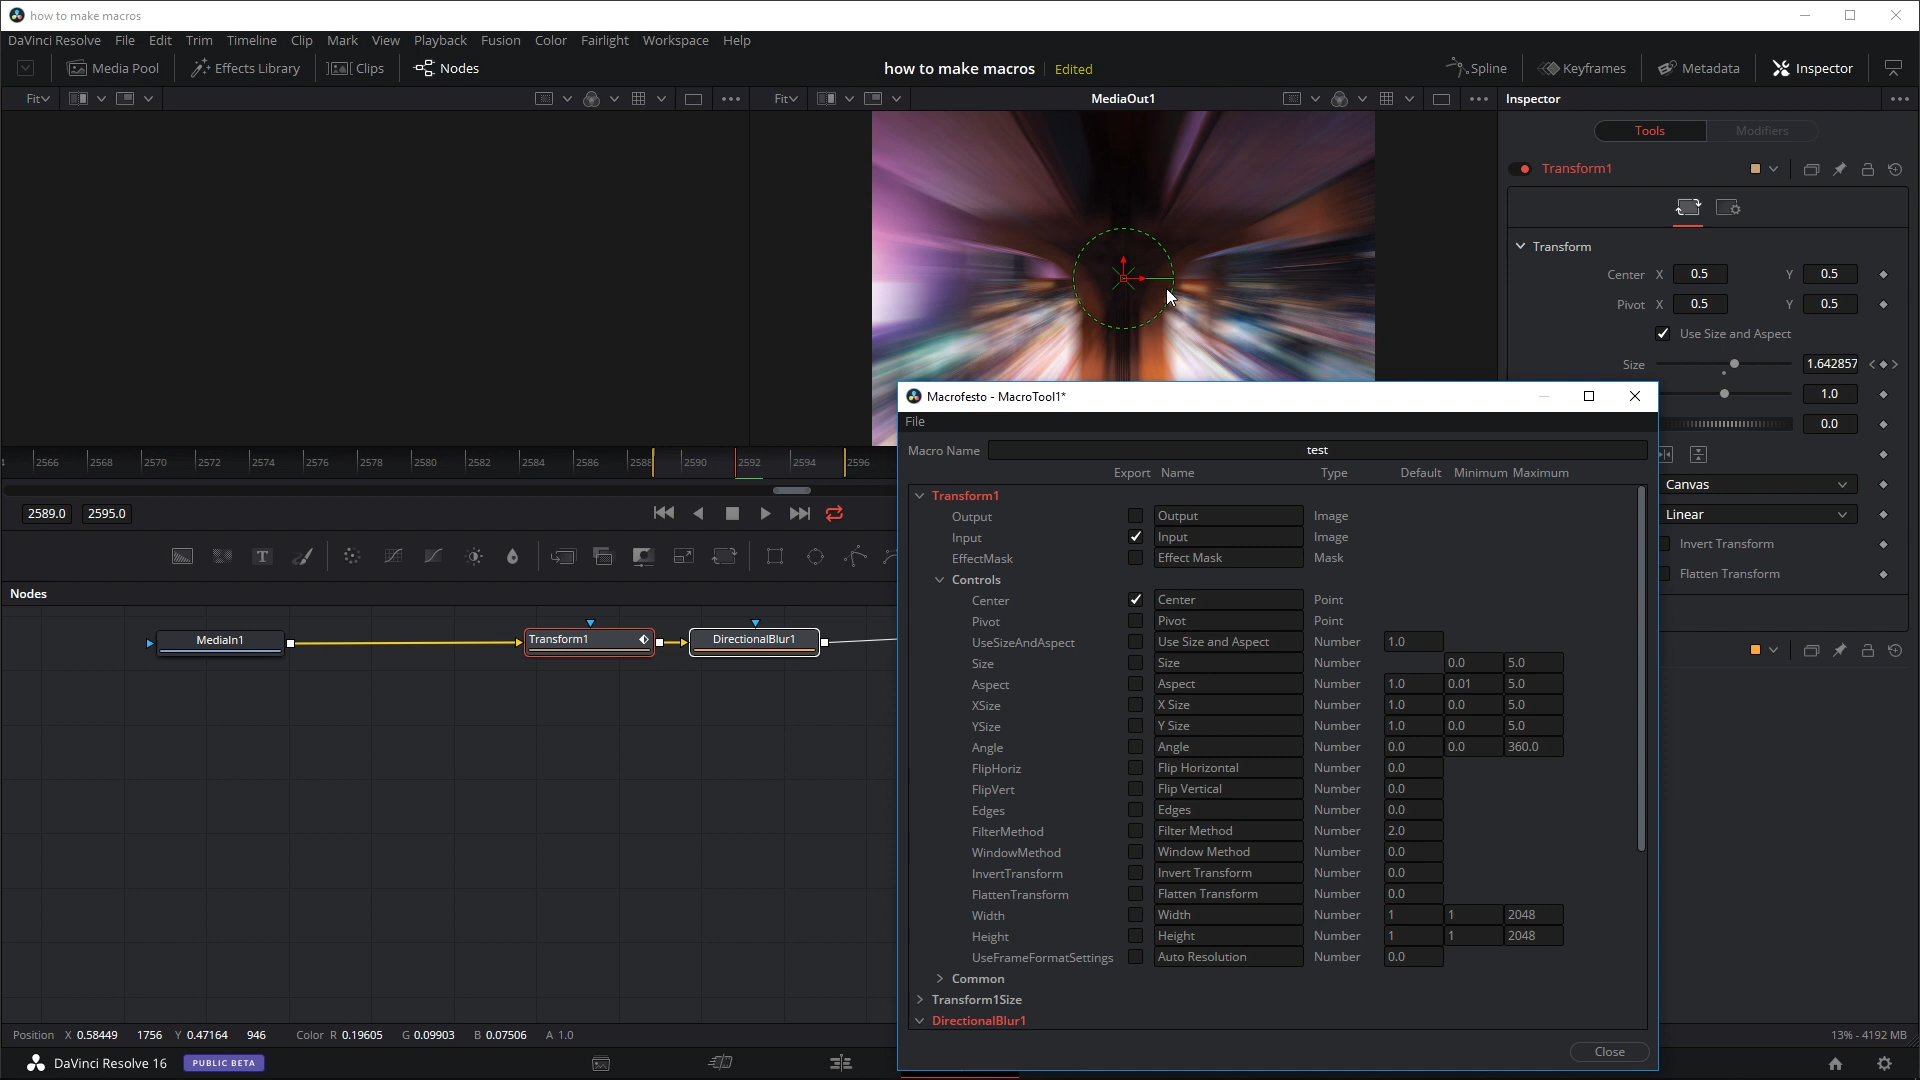 how to make macros
DaVinci Resolve File Edit Trim Timeline Clip Mark View Playback Fusion Color Fairlight Workspace Help
Media Pool Effects Library Clips Nodes how to make macros Edited Spline Keyframes Metadata Inspector
Fit Fit MediaOut1 Inspector
Tools Modifiers
Transform1
Transform
Center X 0.5 Y 0.5
Pivot X 0.5 Y 0.5
Use Size and Aspect
Size 1.642857
1.0
0.0
Canvas
Linear
Invert Transform
Flatten Transform
2566 2568 2570 2572 2574 2576 2578 2580 2582 2584 2586 2588 2590 2592 2594 2596
2589.0 2595.0
Nodes
MediaIn1 Transform1 DirectionalBlur1
Macrofesto - MacroTool1*
File
Macro Name test
Export Name Type Default Minimum Maximum
Transform1
Output Output Image
Input Input Image
EffectMask Effect Mask Mask
Controls
Center Center Point
Pivot Pivot Point
UseSizeAndAspect Use Size and Aspect Number 1.0
Size Size Number 0.0 5.0
Aspect Aspect Number 1.0 0.01 5.0
XSize X Size Number 1.0 0.0 5.0
YSize Y Size Number 1.0 0.0 5.0
Angle Angle Number 0.0 0.0 360.0
FlipHoriz Flip Horizontal Number 0.0
FlipVert Flip Vertical Number 0.0
Edges Edges Number 0.0
FilterMethod Filter Method Number 2.0
WindowMethod Window Method Number 0.0
InvertTransform Invert Transform Number 0.0
FlattenTransform Flatten Transform Number 0.0
Width Width Number 1 1 2048
Height Height Number 1 1 2048
UseFrameFormatSettings Auto Resolution Number 0.0
Common
Transform1Size
DirectionalBlur1
Close
Position X 0.58449 1756 Y 0.47164 946 Color R 0.19605 G 0.09903 B 0.07506 A 1.0
13% - 4192 MB
DaVinci Resolve 16 PUBLIC BETA